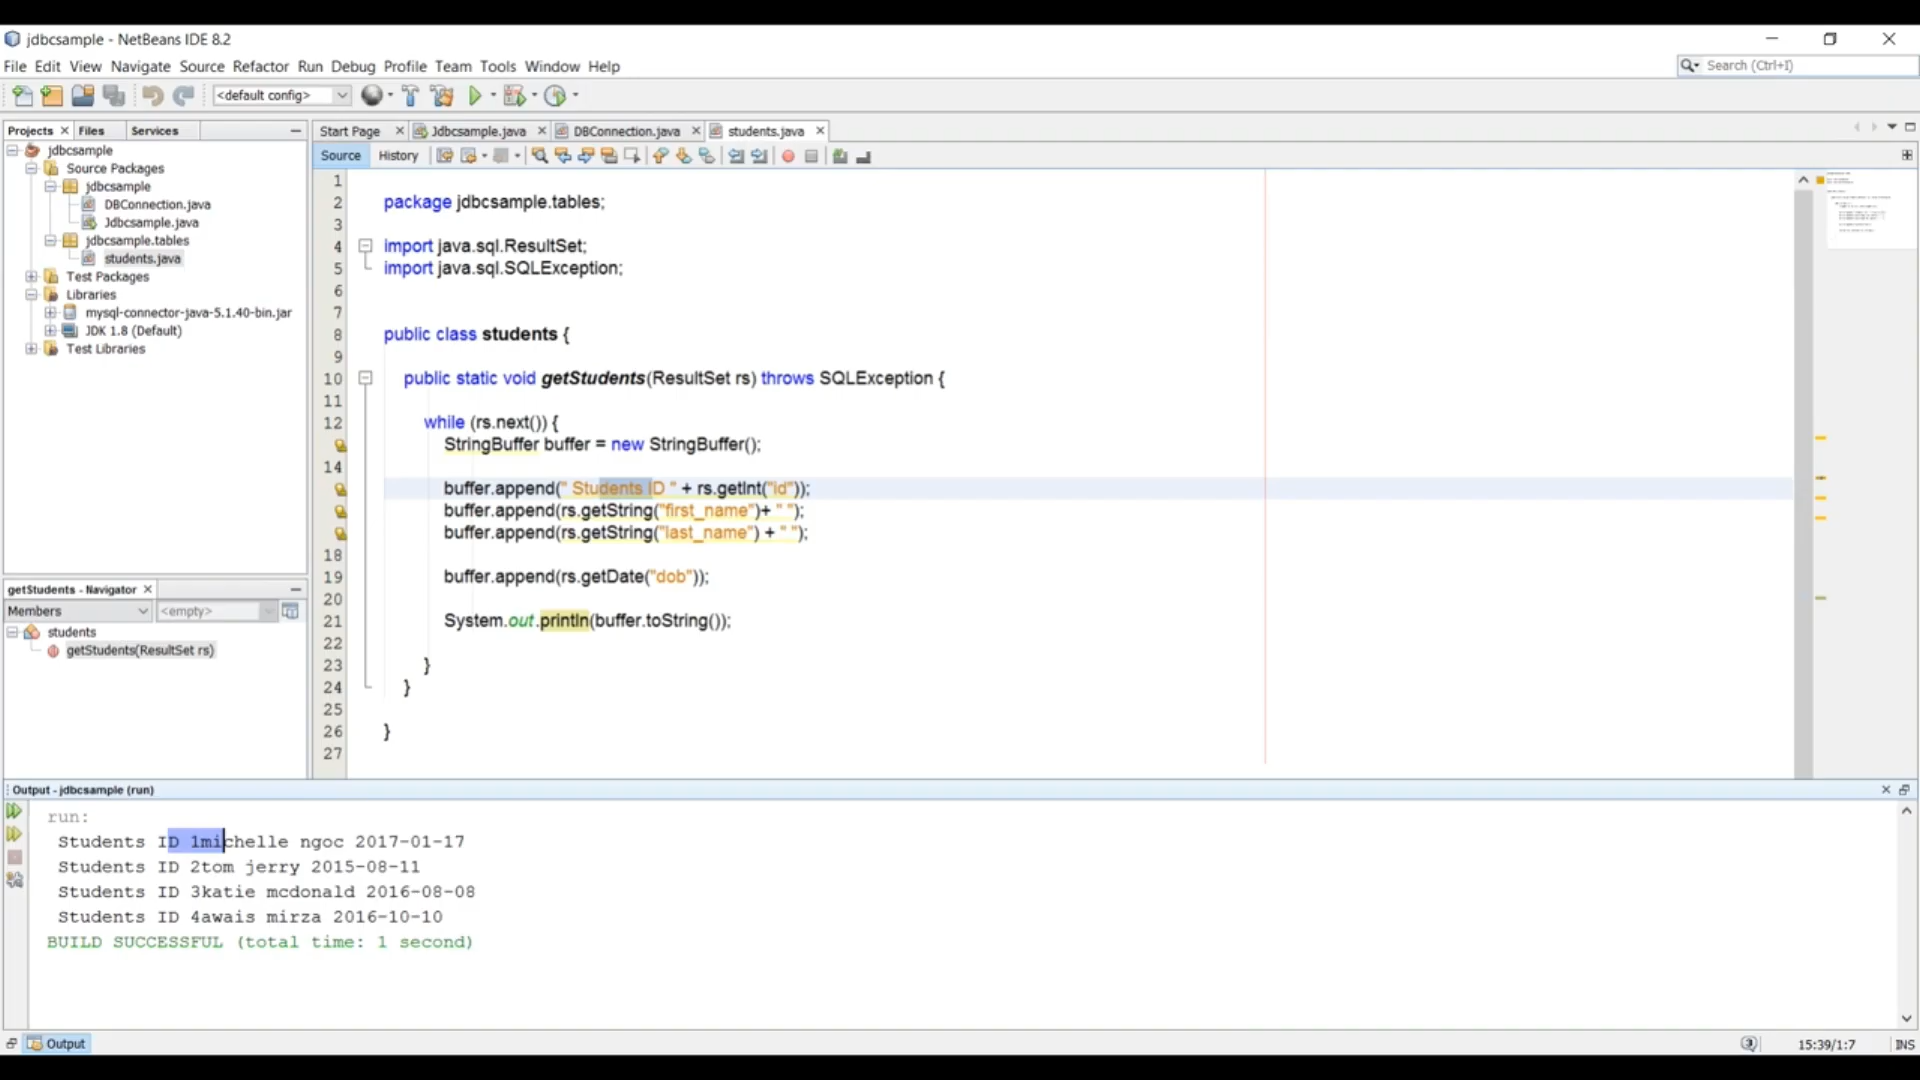 jdbcsample - NetBeans IDE 8.2
File Edit View Navigate Source Refactor Run Debug Profile Team Tools Window Help
Search (Ctrl+I)
<default config>
Projects Files Services
jdbcsample
Source Packages
jdbcsample
DBConnection.java
Jdbcsample.java
jdbcsample.tables
students.java
Test Packages
Libraries
mysql-connector-java-5.1.40-bin.jar
JDK 1.8 (Default)
Test Libraries
getStudents - Navigator
Members <empty>
students
getStudents(ResultSet rs)
Start Page Jdbcsample.java DBConnection.java students.java
Source History
1
2 package jdbcsample.tables;
3
4 import java.sql.ResultSet;
5 import java.sql.SQLException;
6
7
8 public class students {
9
10 public static void getStudents(ResultSet rs) throws SQLException {
11
12 while (rs.next()) {
StringBuffer buffer = new StringBuffer();
14
buffer.append(" Students ID " + rs.getInt("id"));
buffer.append(rs.getString("first_name")+ " ");
buffer.append(rs.getString("last_name") + " ");
18
19 buffer.append(rs.getDate("dob"));
20
21 System.out.println(buffer.toString());
22
23 }
24 }
25
26 }
27
Output - jdbcsample (run)
run:
Students ID 1michelle ngoc 2017-01-17
Students ID 2tom jerry 2015-08-11
Students ID 3katie mcdonald 2016-08-08
Students ID 4awais mirza 2016-10-10
BUILD SUCCESSFUL (total time: 1 second)
Output
15:39/1:7 INS